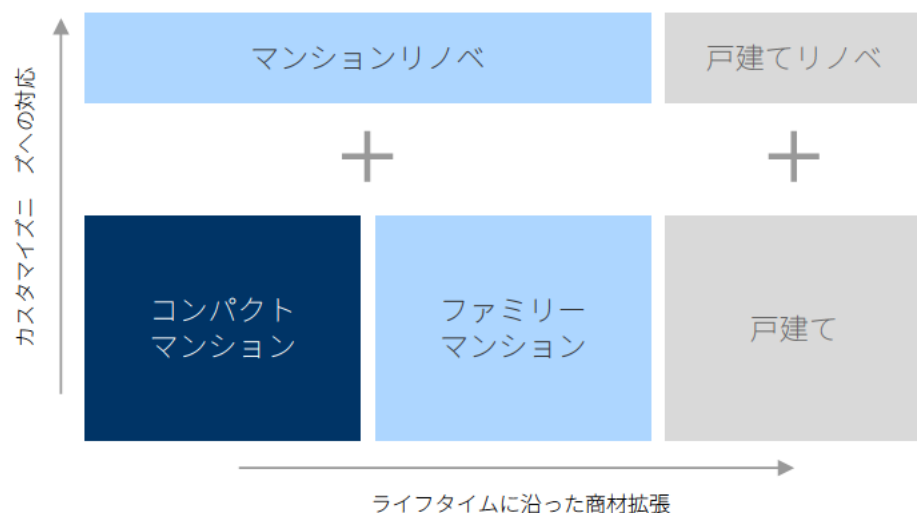 マンションリノベ
戸建てリノベ
カスタマイズニ　ズへの対応
コンパクト
マンション
ファミリー
マンション
戸建て
ライフタイムに沿った商材拡張